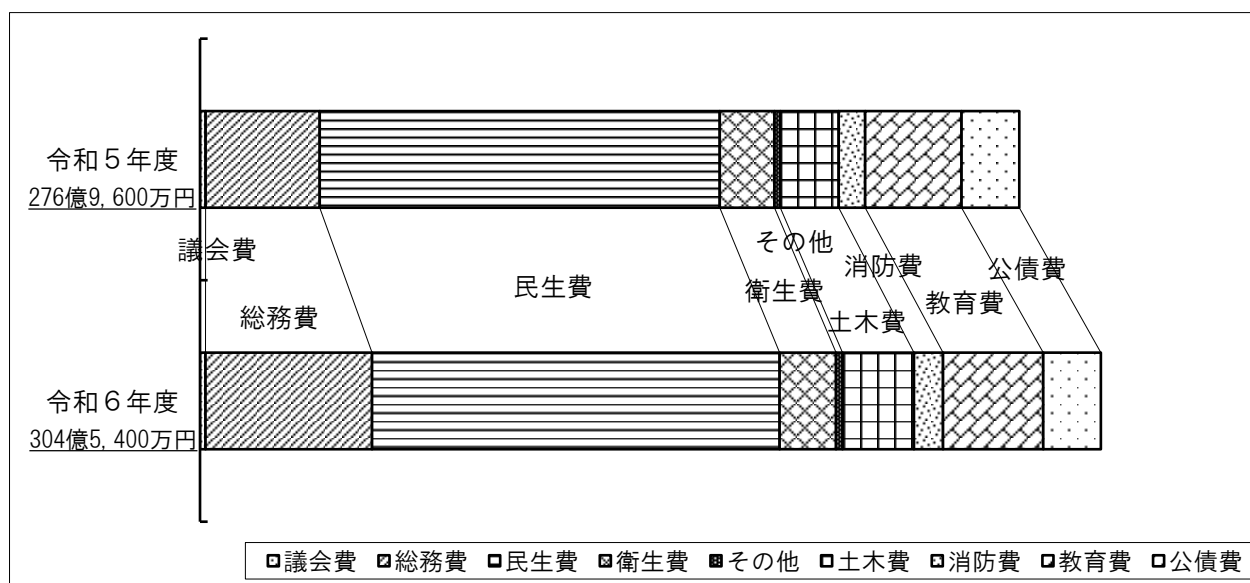 令和５年度
276億9,600万円
議会費
総務費
民生費
衛生費
その他
土木費
消防費
教育費
公債費
令和６年度
304億5,400万円
議会費 総務費 民生費 衛生費 その他 土木費 消防費 教育費 公債費